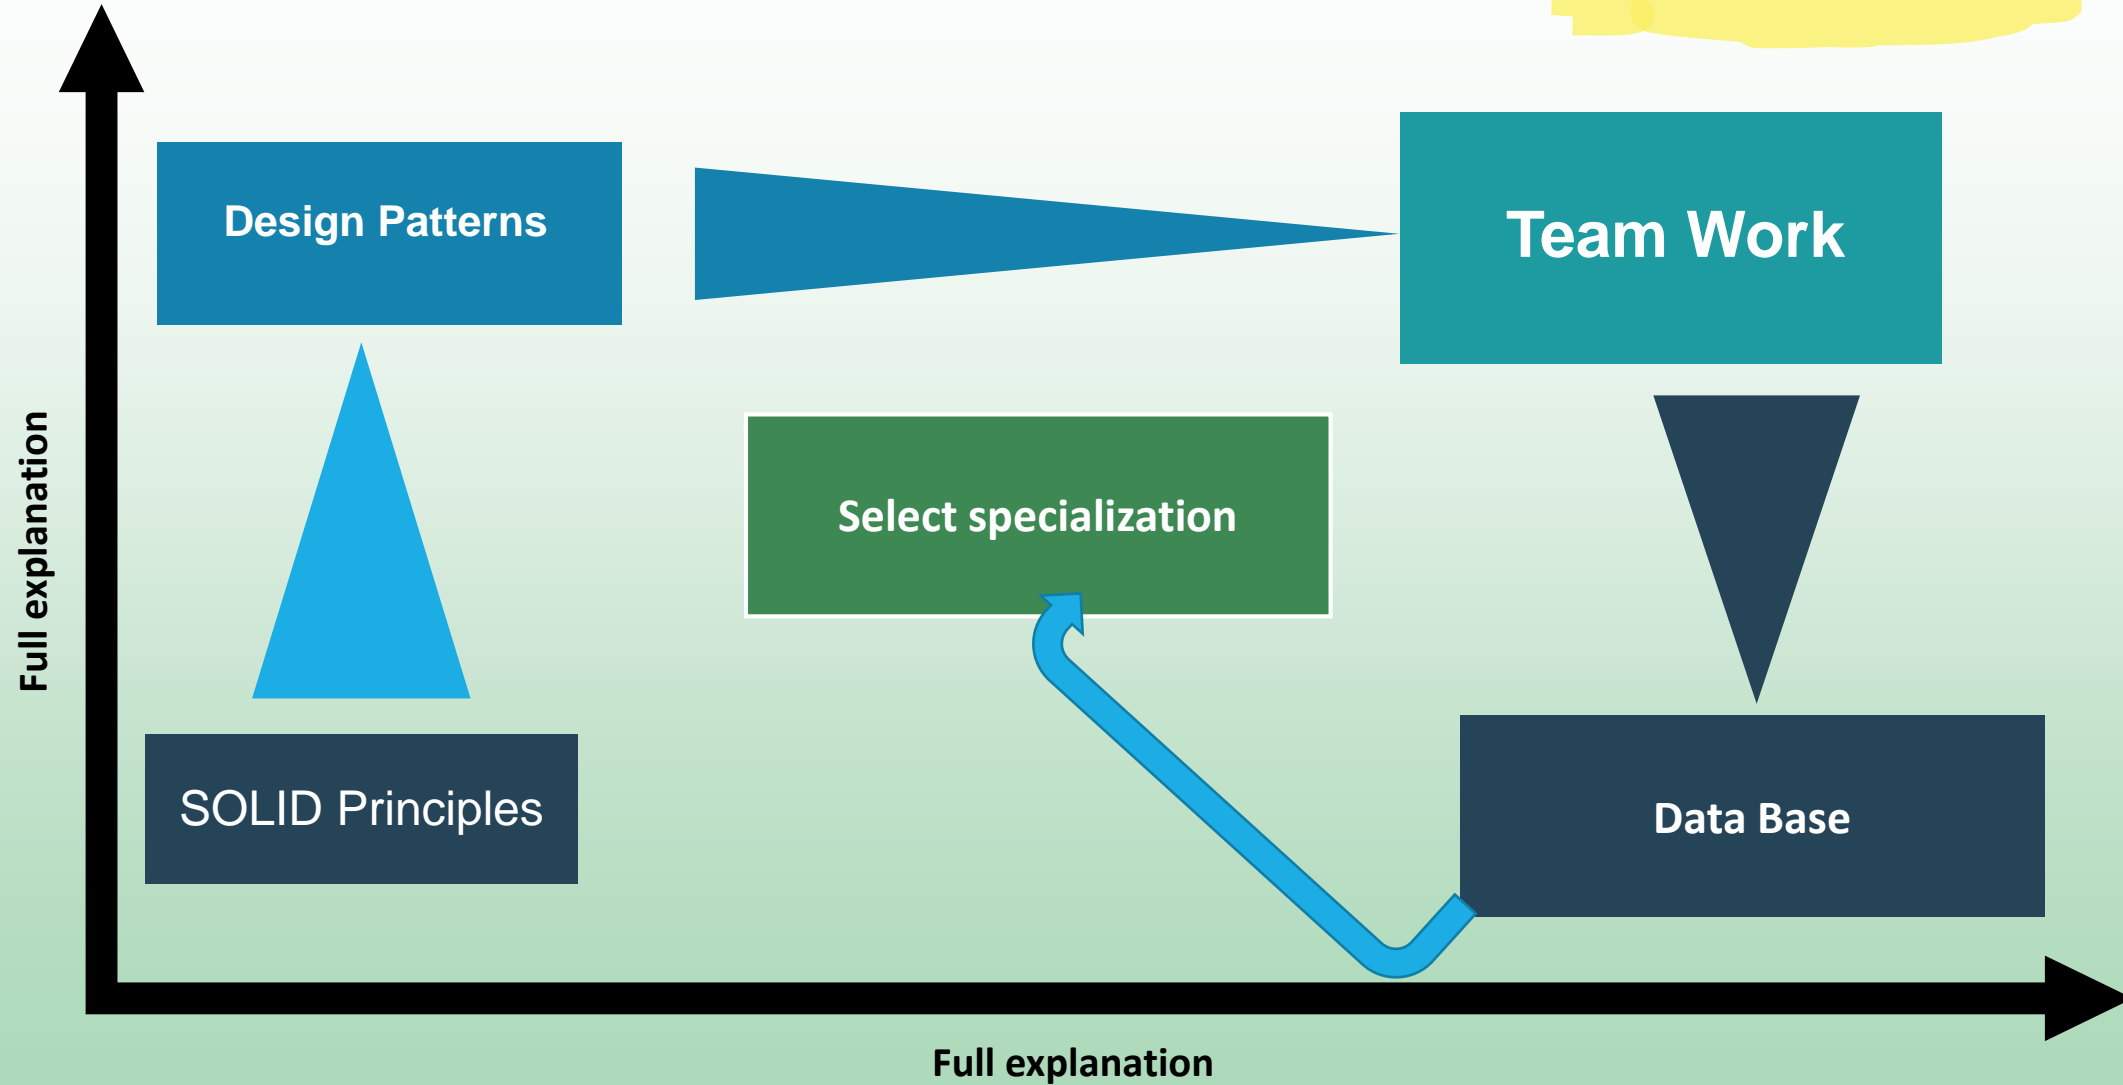 Design Patterns
Team Work
Select specialization
Full explanation
SOLID Principles
Data Base
Full explanation